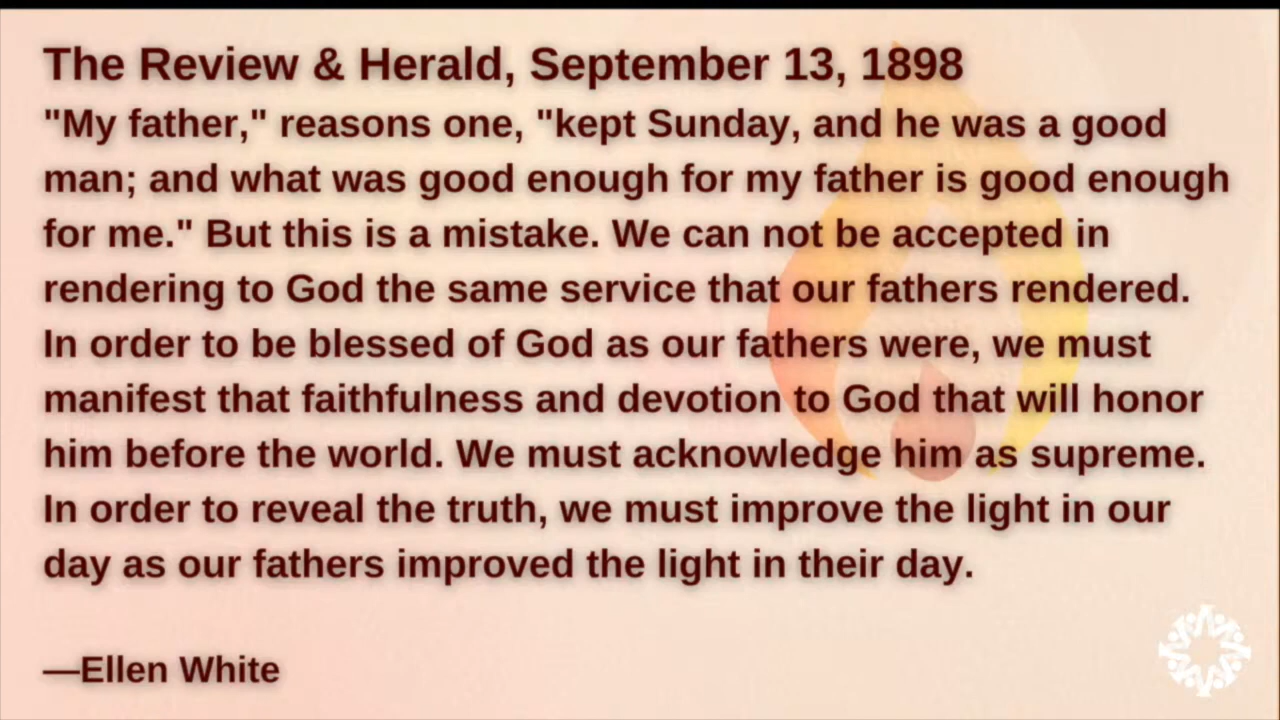 The Review & Herald, September 13, 1898
"My father," reasons one, "kept Sunday, and he was a good
man; and what was good enough for my father is good enough
for me." But this is a mistake. We can not be accepted in
rendering to God the same service that our fathers rendered.
In order to be blessed of God as our fathers were, we must
manifest that faithfulness and devotion to God that will honor
him before the world. We must acknowledge him as supreme.
In order to reveal the truth, we must improve the light in our
day as our fathers improved the light in their day.
—Ellen White